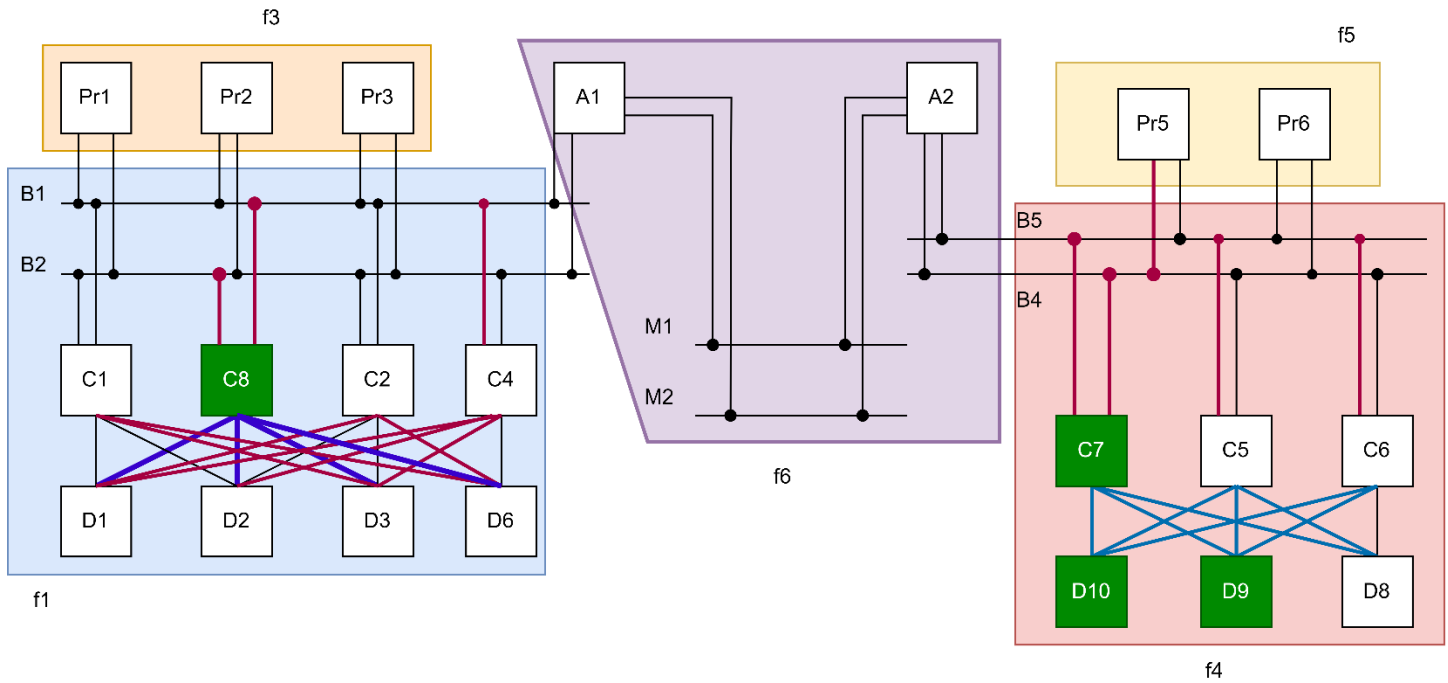 f3
f5
Pr1 Pr2 Pr3 A1 A2
Pr5 Pr6
B1
B5
B2
B4
M1
C1 C8 C2 C4
M2
C7 C5 C6
f6
D1 D2 D3 D6
D10 D9 D8
f1
f4